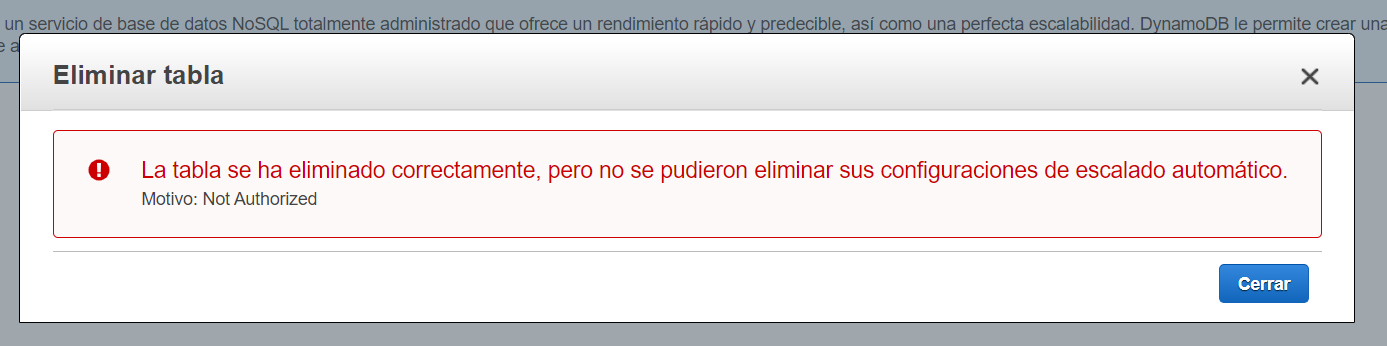 un servicio de base de datos NoSQL totalmente administrado que ofrece un rendimiento rápido y predecible, así como una perfecta escalabilidad. DynamoDB le permite crear una
e a
Eliminar tabla
La tabla se ha eliminado correctamente, pero no se pudieron eliminar sus configuraciones de escalado automático.
Motivo: Not Authorized
Cerrar